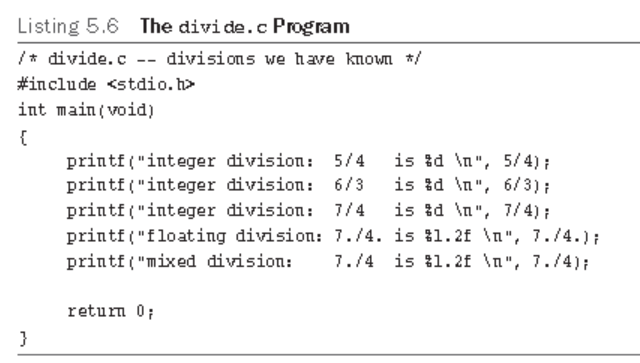 Listing 5.6 The divide.c Program
/* divide.c -- divisions we have known */
#include <stdio.h>
int main(void)
{
     printf("integer division:  5/4   is %d \n", 5/4);
     printf("integer division:  6/3   is %d \n", 6/3);
     printf("integer division:  7/4   is %d \n", 7/4);
     printf("floating division: 7./4. is %1.2f \n", 7./4.);
     printf("mixed division:    7./4  is %1.2f \n", 7./4);
     return 0;
}